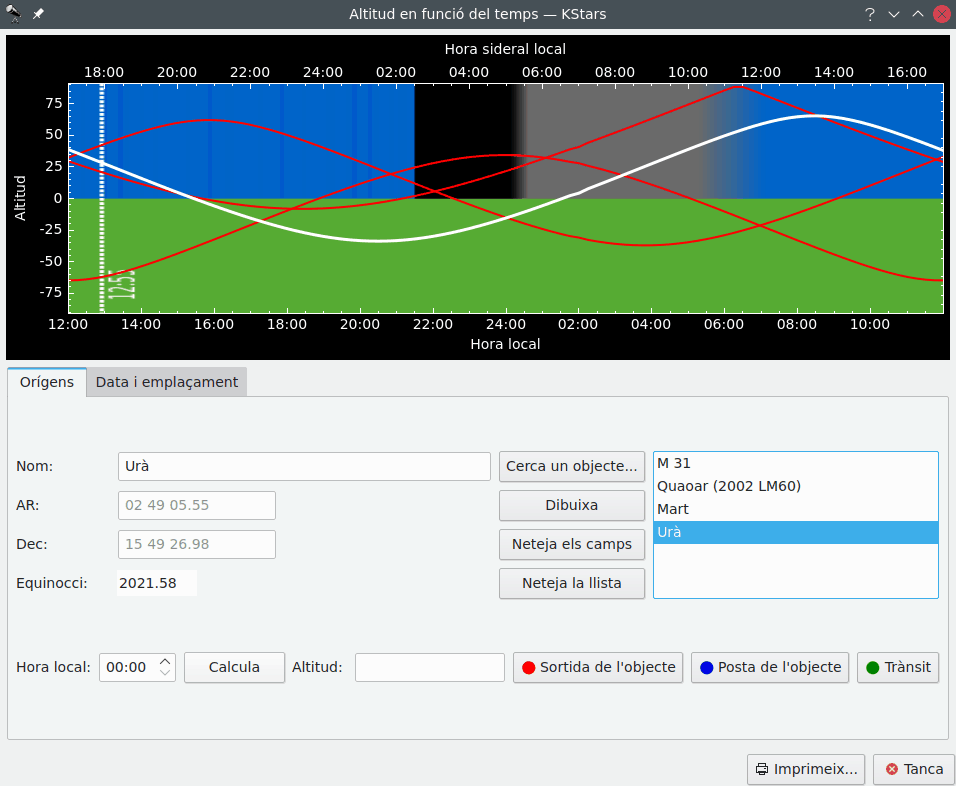 Altitud en funció del temps — KStars
Hora sideral local
18:00 20:00 22:00 24:00 02:00 04:00 06:00 08:00 10:00 12:00 14:00 16:00
Altitud
75
50
25
0
-25
-50
-75
12:00 14:00 16:00 18:00 20:00 22:00 24:00 02:00 04:00 06:00 08:00 10:00
Hora local
Orígens Data i emplaçament
Nom: Urà Cerca un objecte...
AR: 02 49 05.55 Dibuixa
Dec: 15 49 26.98 Neteja els camps
Equinocci: 2021.58 Neteja la llista
M 31
Quaoar (2002 LM60)
Mart
Urà
Hora local: 00:00 Calcula Altitud: Sortida de l'objecte Posta de l'objecte Trànsit
Imprimeix... Tanca